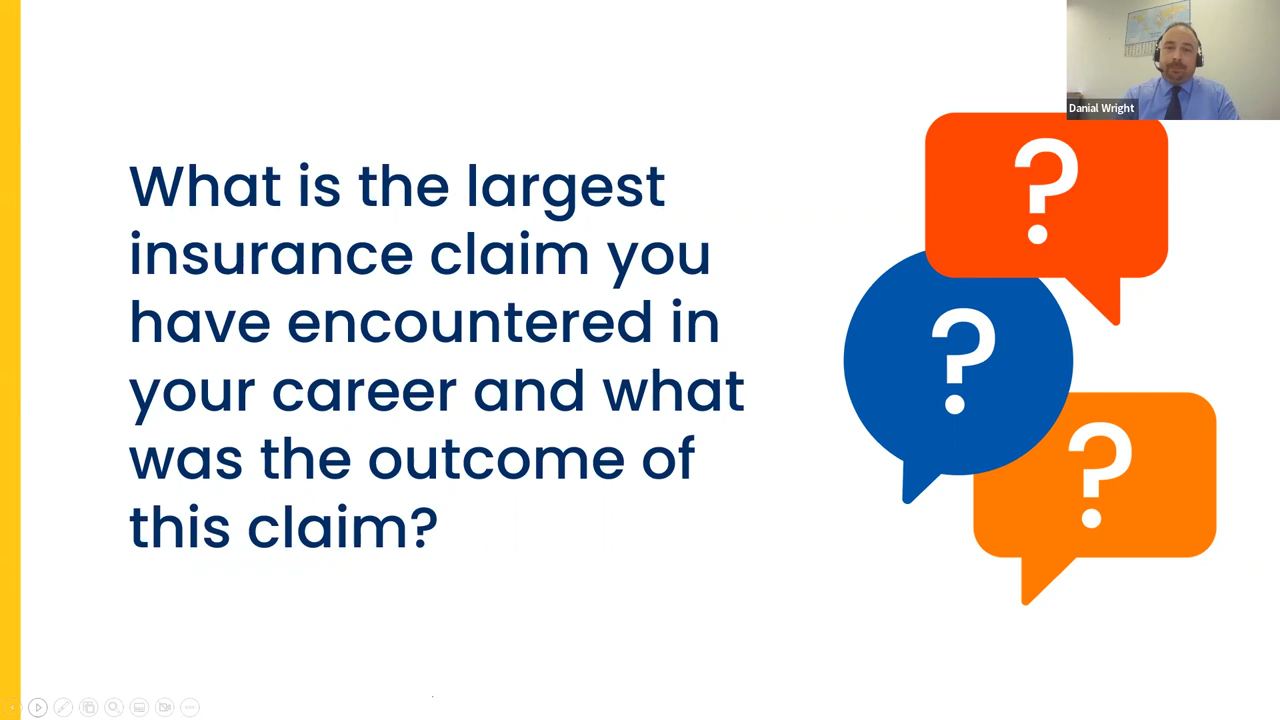 Danial Wright
What is the largest
insurance claim you
have encountered in
your career and what
was the outcome of
this claim?
?
?
?